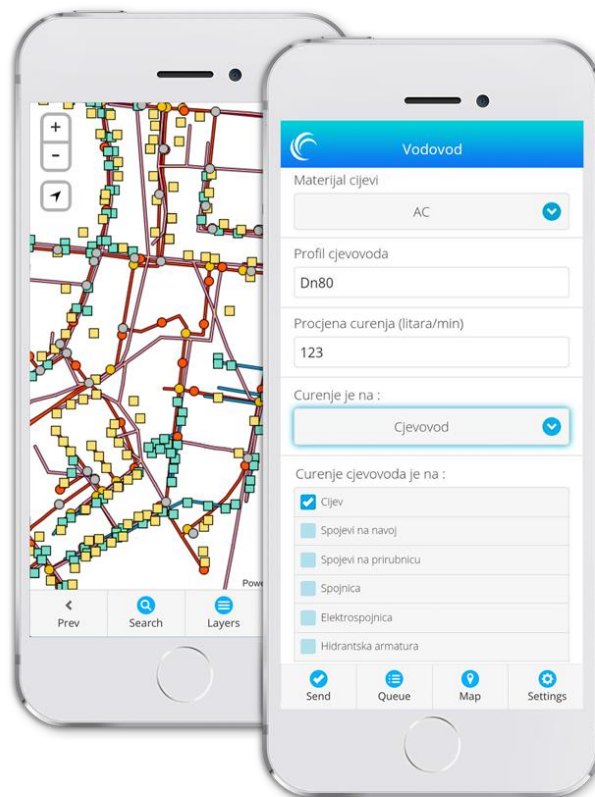 +
-
Powe
Prev
Search
Layers
Vodovod
Materijal cijevi
AC
Profil cjevovoda
Dn80
Procjena curenja (litara/min)
123
Curenje je na :
Cjevovod
Curenje cjevovoda je na :
Cijev
Spojevi na navoj
Spojevi na prirubnicu
Spojnica
Elektrospojnica
Hidrantska armatura
Send
Queue
Map
Settings